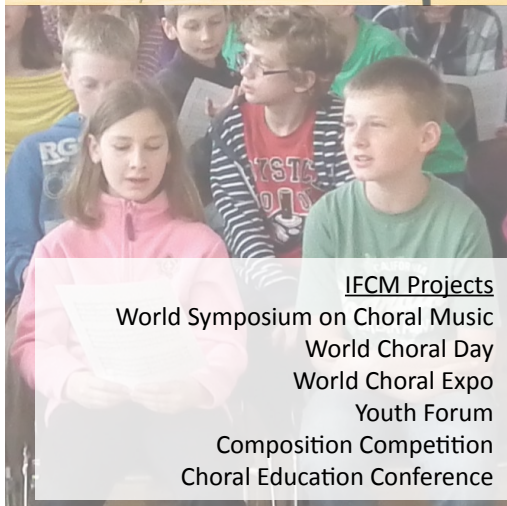 RG
IFCM Projects
World Symposium on Choral Music
World Choral Day
World Choral Expo
Youth Forum
Composition Competition
Choral Education Conference